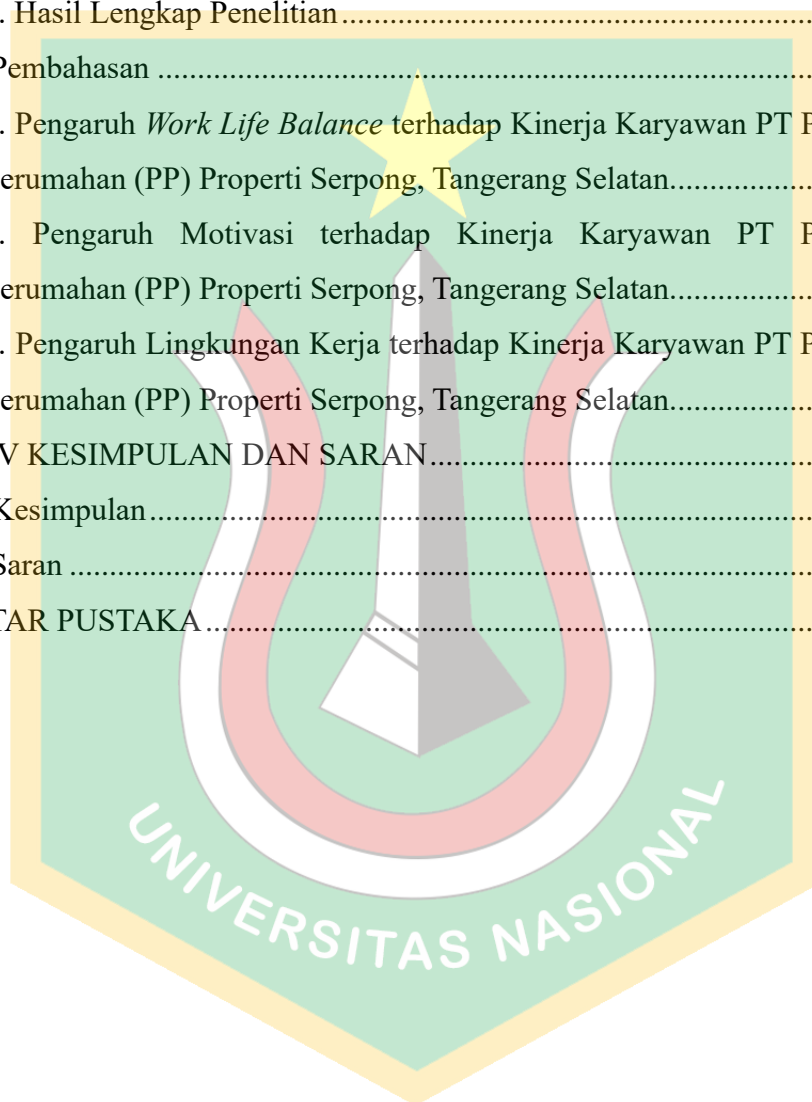 . Hasil Lengkap Penelitian....................................................
Pembahasan ....................................................................................
. Pengaruh Work Life Balance terhadap Kinerja Karyawan PT P
erumahan (PP) Properti Serpong, Tangerang Selatan..................
. Pengaruh Motivasi terhadap Kinerja Karyawan PT P
erumahan (PP) Properti Serpong, Tangerang Selatan..................
. Pengaruh Lingkungan Kerja terhadap Kinerja Karyawan PT P
erumahan (PP) Properti Serpong, Tangerang Selatan..................
V KESIMPULAN DAN SARAN................................................
Kesimpulan....................................................................................
Saran ..............................................................................................
TAR PUSTAKA............................................................................
UNIVERSITAS NASIONAL